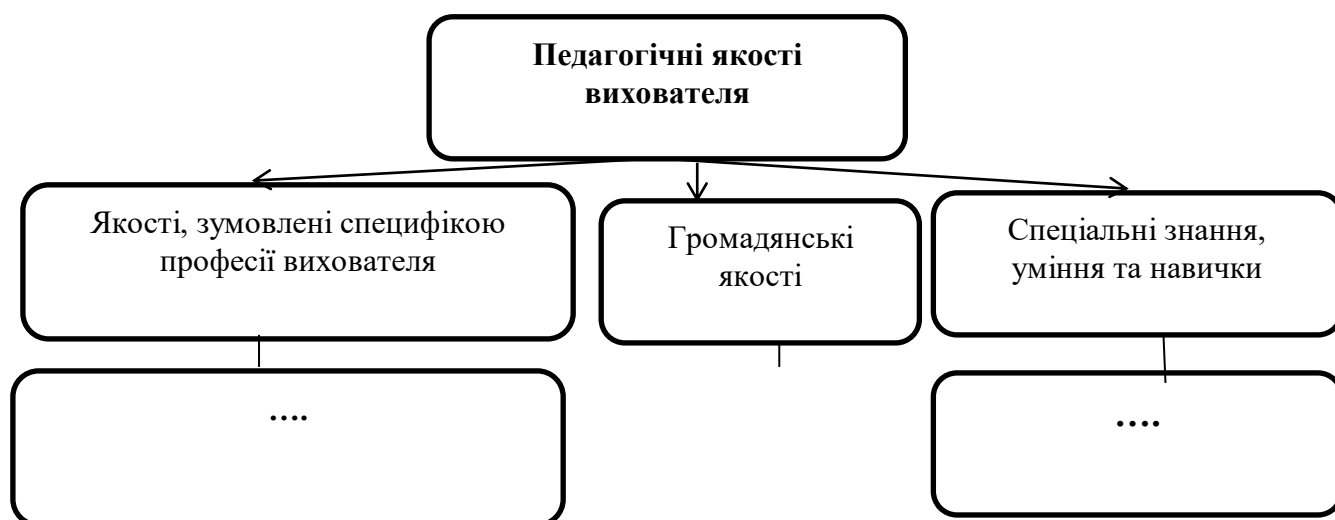 Педагогічні якості
вихователя
Якості, зумовлені специфікою
професії вихователя
Громадянські
якості
Спеціальні знання,
уміння та навички
….
….